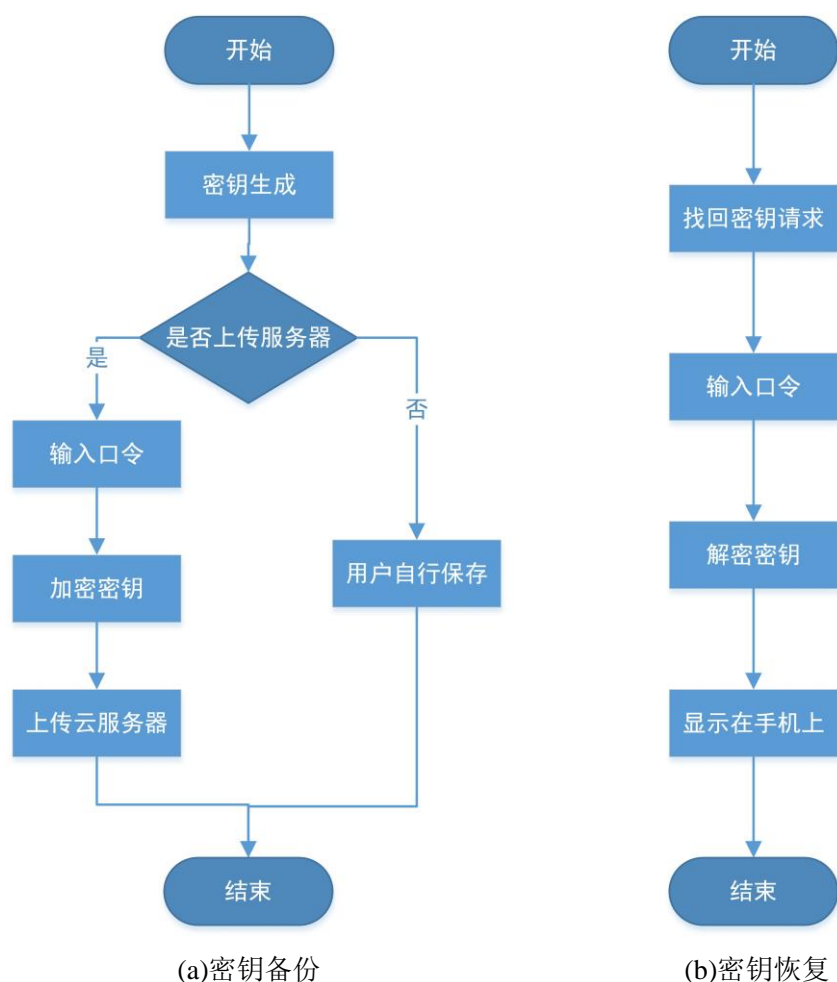 开始
密钥生成
是否上传服务器
是
否
输入口令
加密密钥
用户自行保存
上传云服务器
结束
(a)密钥备份
开始
找回密钥请求
输入口令
解密密钥
显示在手机上
结束
(b)密钥恢复